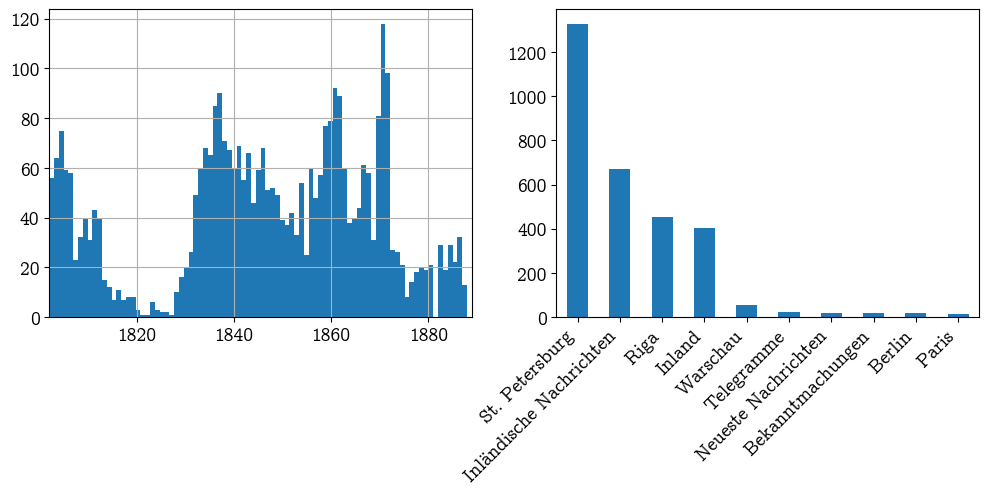 120
100
80
60
40
20
0
1820 1840 1860 1880
1200
1000
800
600
400
200
0
St. Petersburg
Inländische Nachrichten
Riga
Inland
Warschau
Telegramme
Neueste Nachrichten
Bekanntmachungen
Berlin
Paris